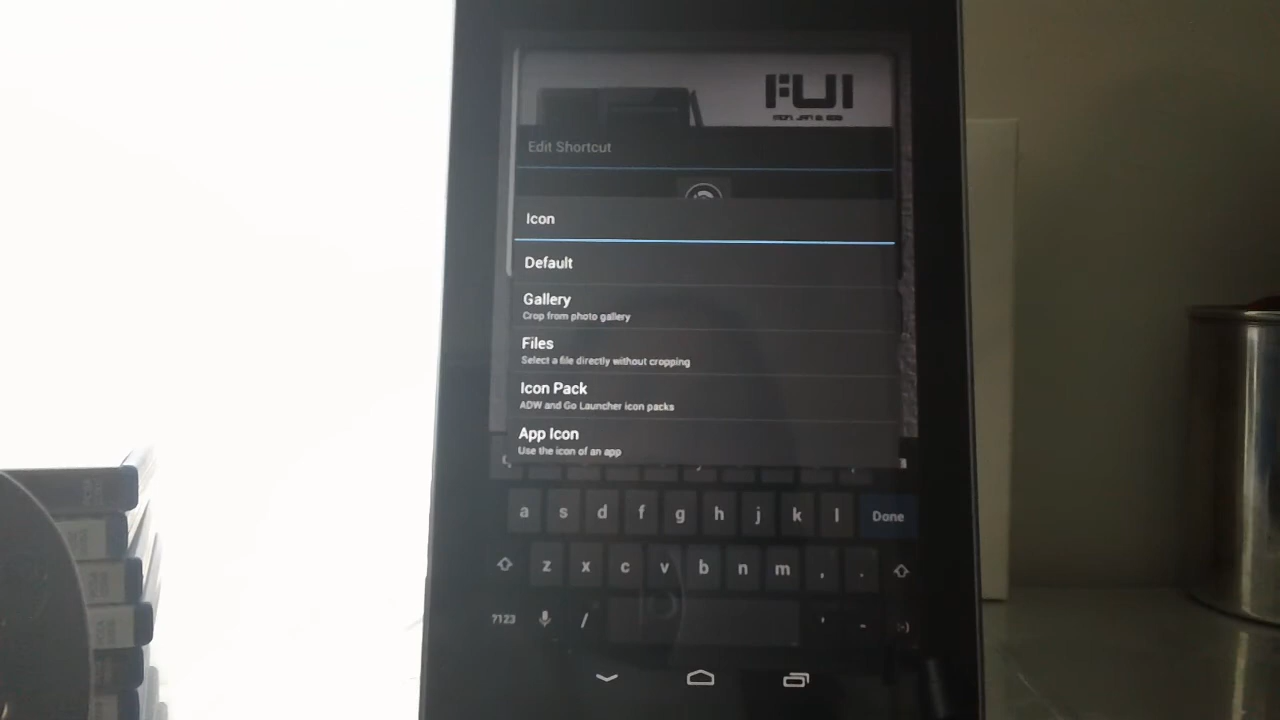 FUI
Edit Shortcut
Icon
Default
Gallery
Crop from photo gallery
Files
Select a file directly without cropping
Icon Pack
ADW and Go Launcher icon packs
App Icon
Use the icon of an app
a s d f g h j k l Done
z x c v b n m , .
?123 / ' - :-)